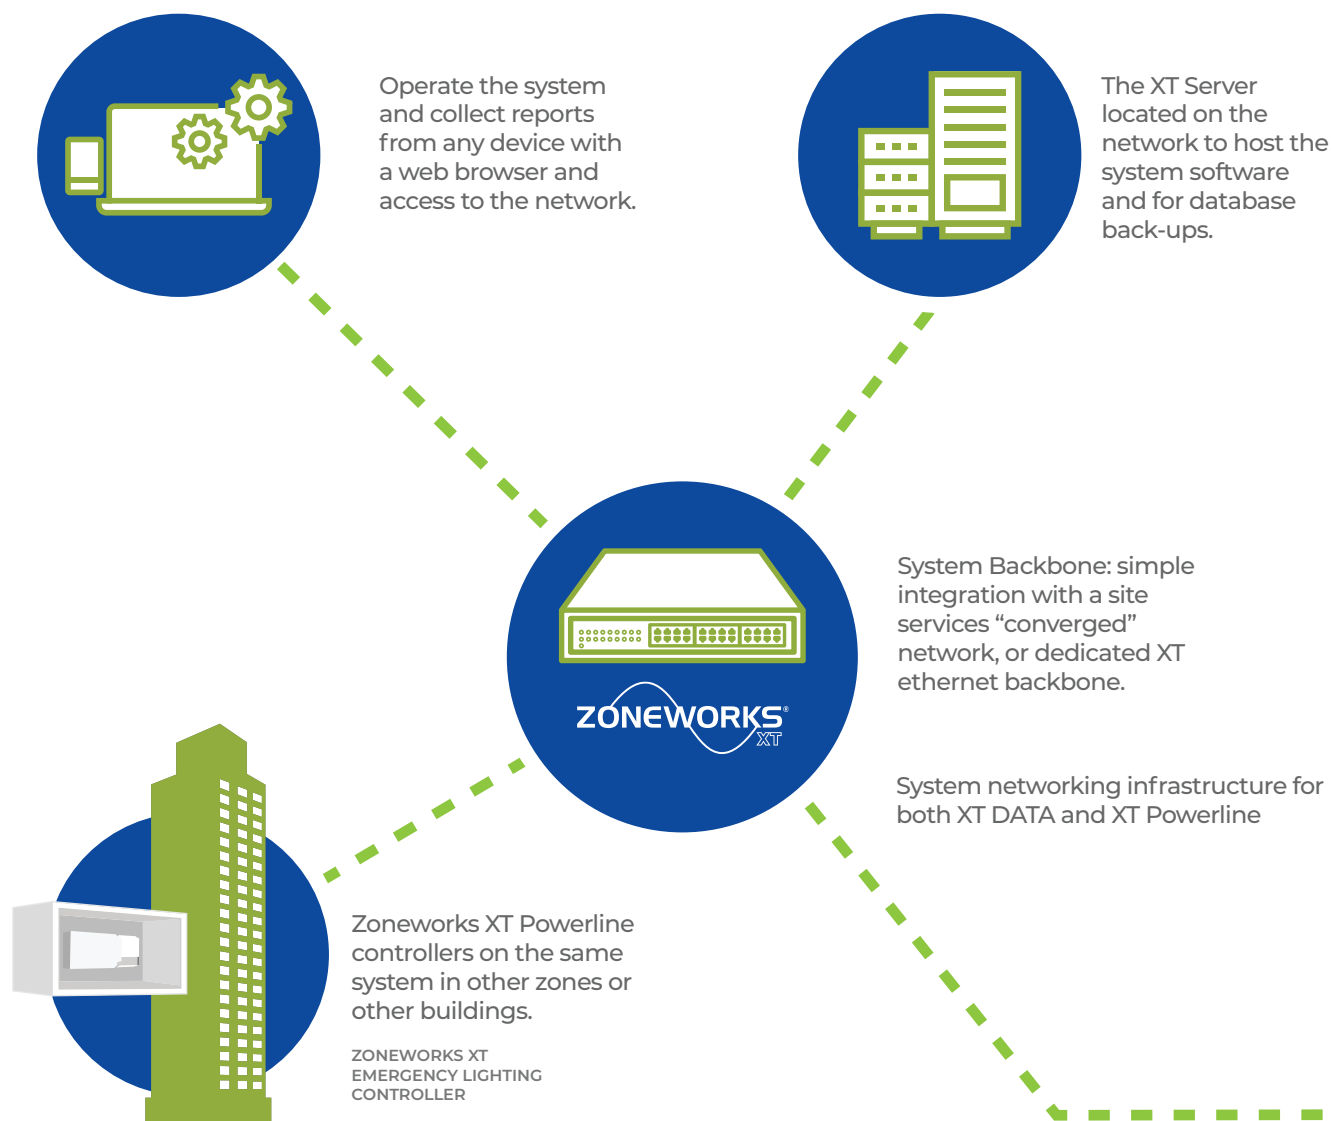 Operate the system
and collect reports
from any device with
a web browser and
access to the network.
The XT Server
located on the
network to host the
system software
and for database
back-ups.
ZONEWORKS®
XT
System Backbone: simple
integration with a site
services “converged”
network, or dedicated XT
ethernet backbone.
System networking infrastructure for
both XT DATA and XT Powerline
Zoneworks XT Powerline
controllers on the same
system in other zones or
other buildings.
ZONEWORKS XT
EMERGENCY LIGHTING
CONTROLLER